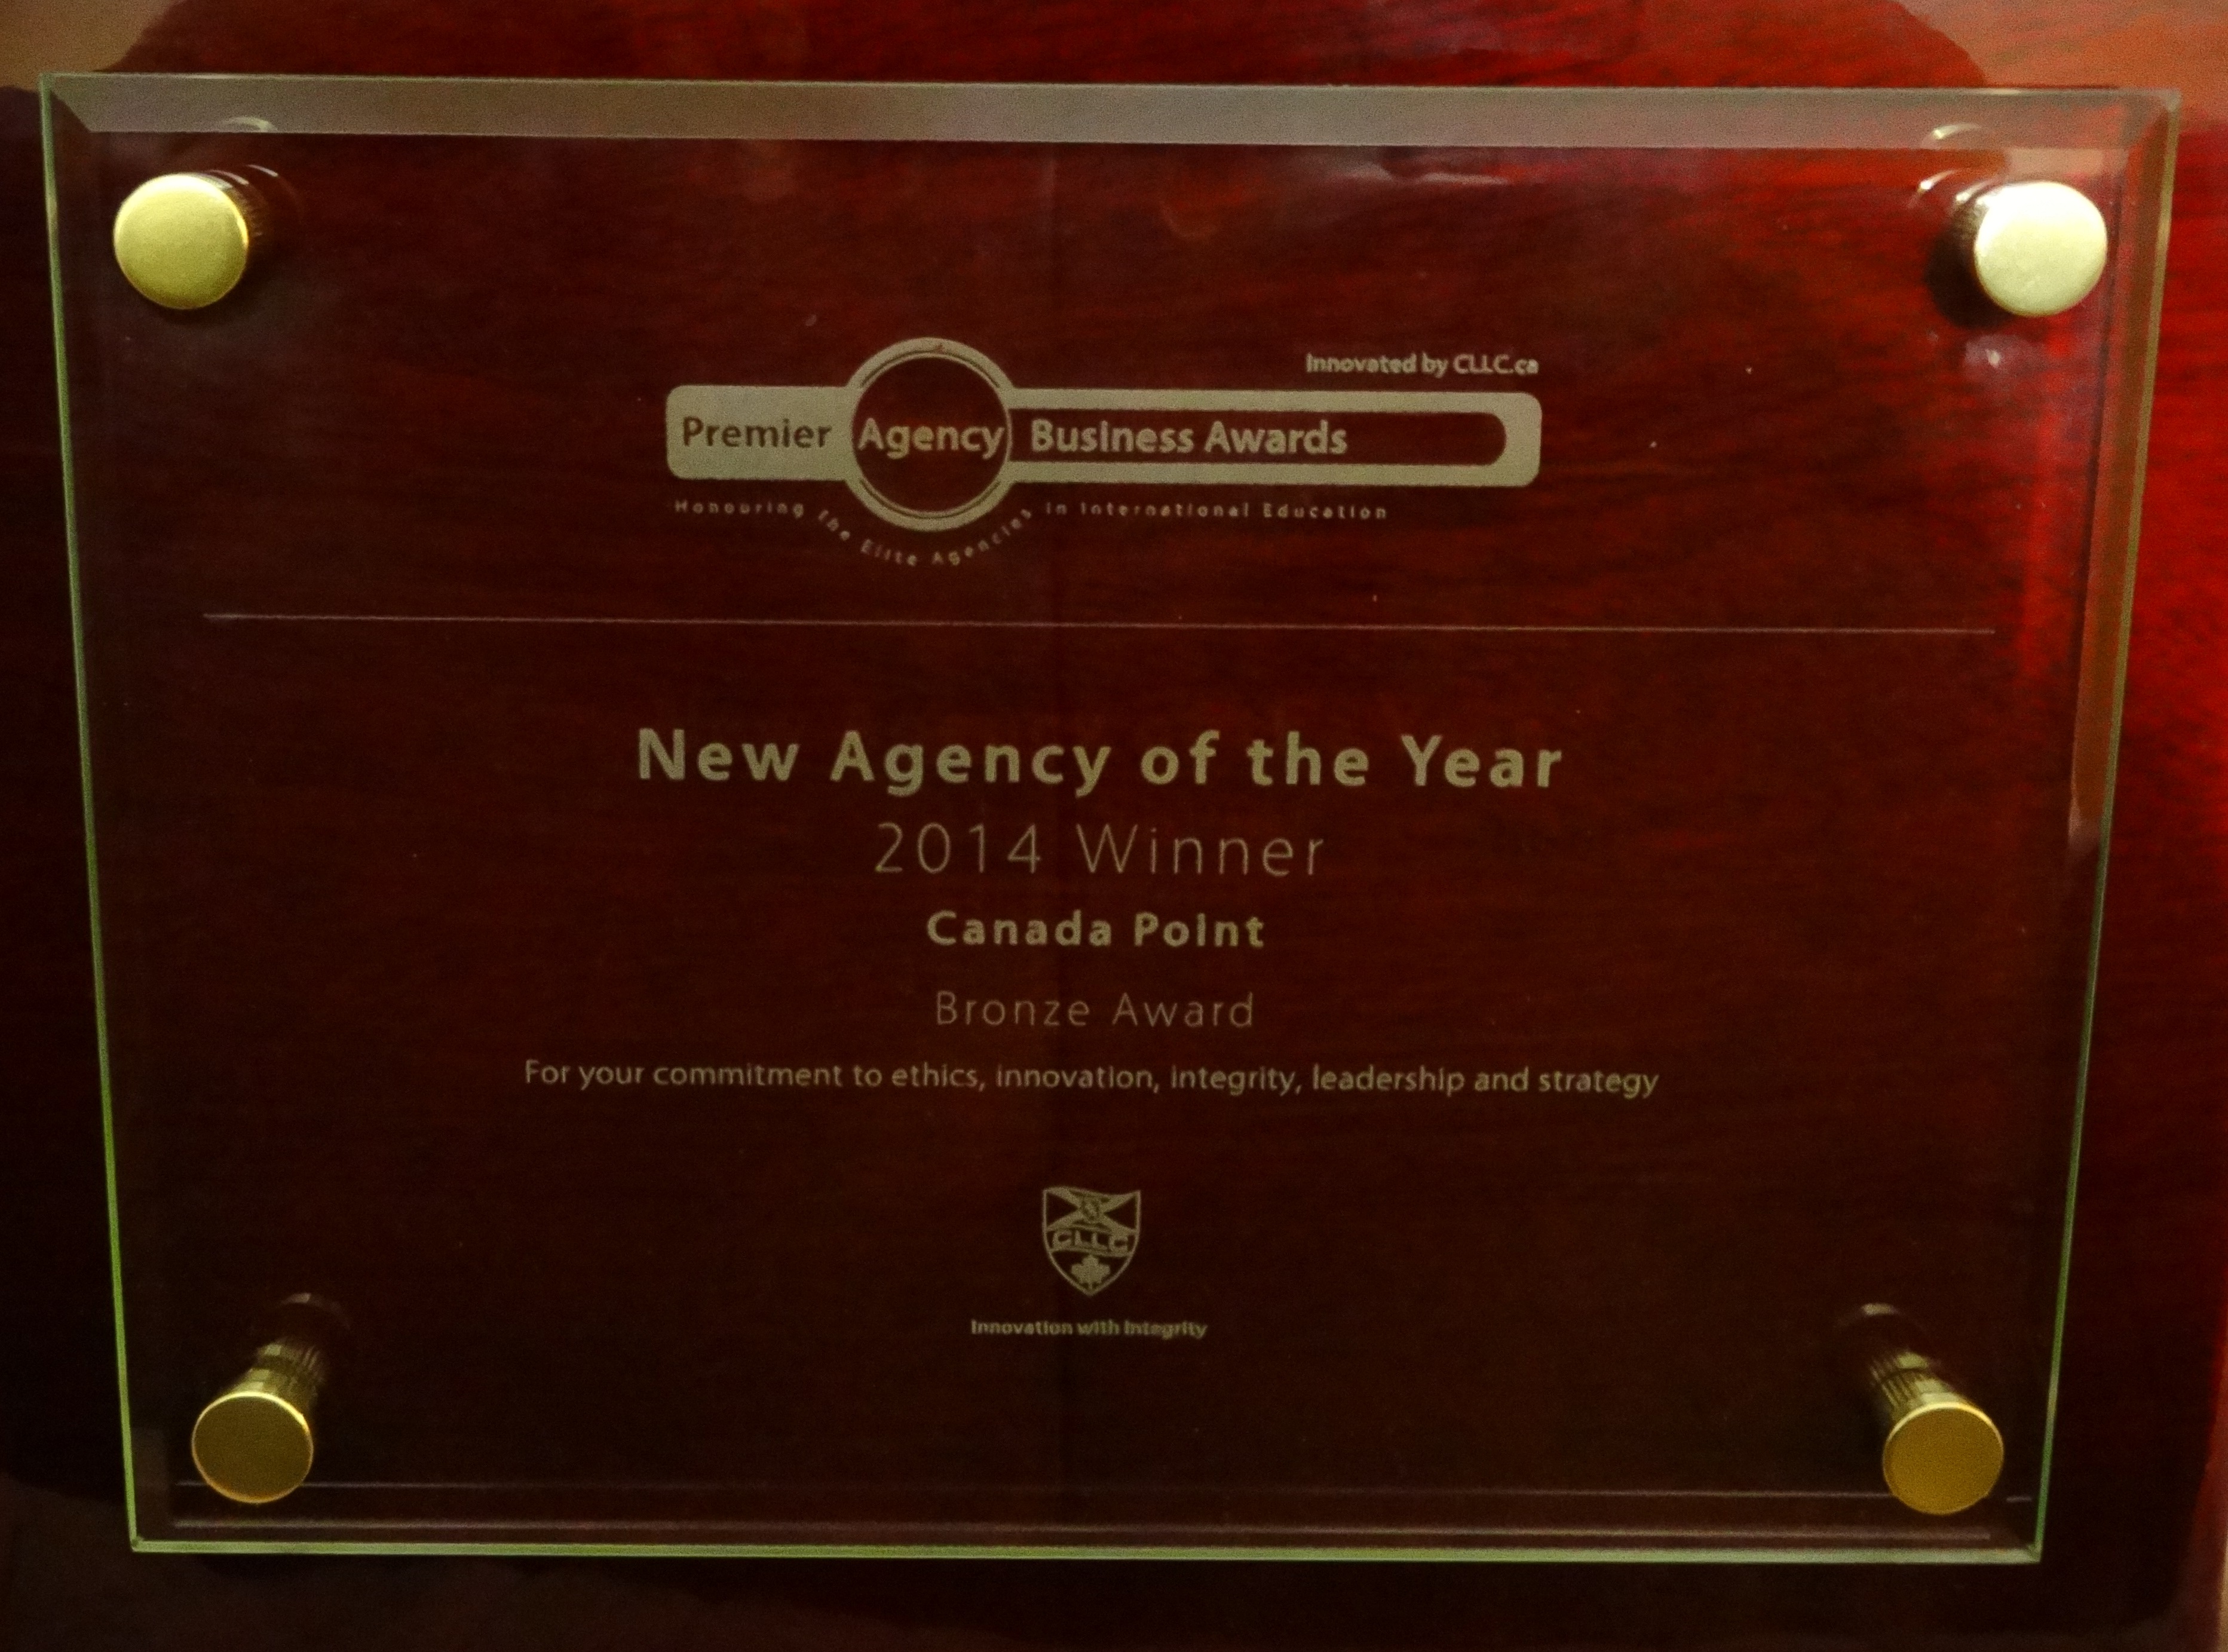 Innovated by CLLC.ca
Premier Agency Business Awards
Honouring the Elite Agencies in International Education
New Agency of the Year
2014 Winner
Canada Point
Bronze Award
For your commitment to ethics, innovation, integrity, leadership and strategy
CLLC
Innovation with Integrity